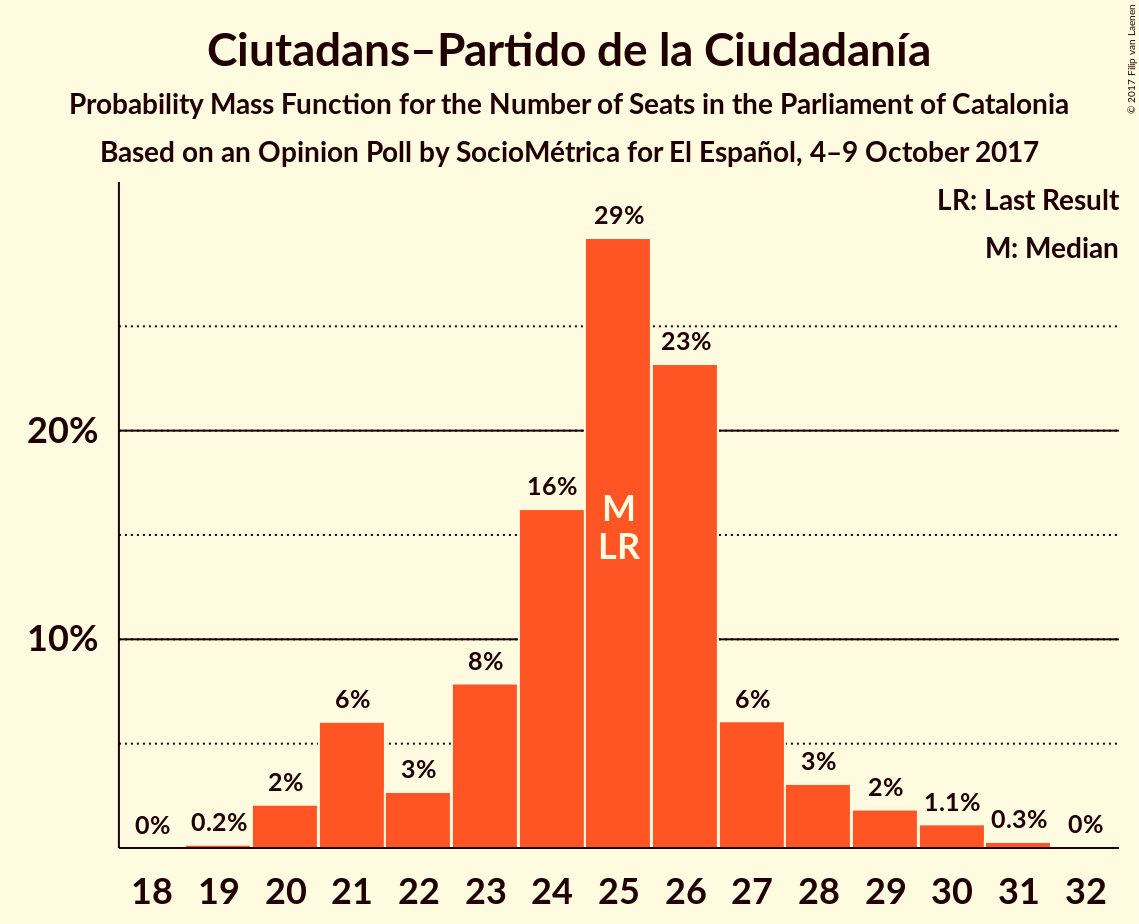 Ciutadans–Partido de la Ciudadanía
Probability Mass Function for the Number of Seats in the Parliament of Catalonia
Based on an Opinion Poll by SocioMétrica for El Español, 4–9 October 2017
© 2017 Filip van Laenen
LR: Last Result
M: Median
29%
23%
20%
16%
M
LR
10%
8%
6%
6%
3%
3%
2%
2%
1.1%
0%
0.2%
0.3%
0%
18 19 20 21 22 23 24 25 26 27 28 29 30 31 32